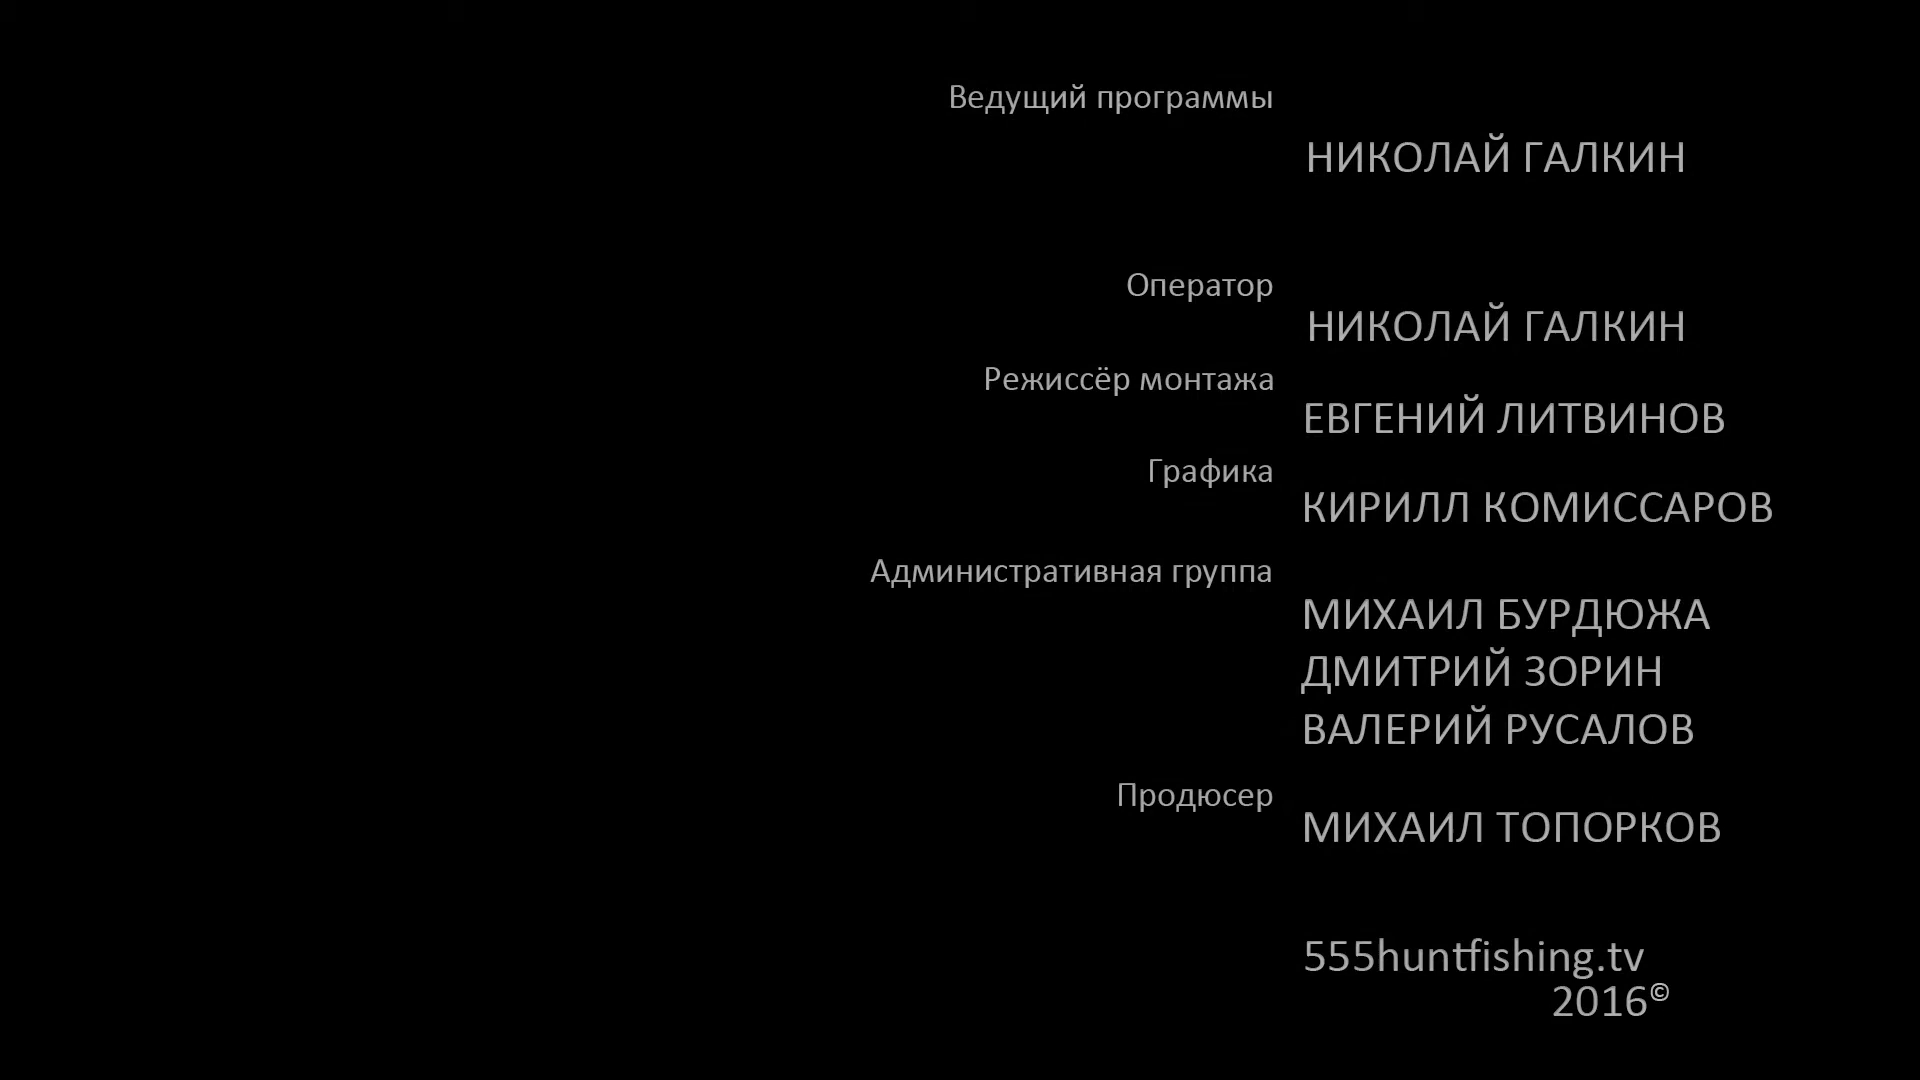 Ведущий программы
НИКОЛАЙ ГАЛКИН
Оператор
НИКОЛАЙ ГАЛКИН
Режиссёр монтажа
ЕВГЕНИЙ ЛИТВИНОВ
Графика
КИРИЛЛ КОМИССАРОВ
Административная группа
МИХАИЛ БУРДЮЖА
ДМИТРИЙ ЗОРИН
ВАЛЕРИЙ РУСАЛОВ
Продюсер
МИХАИЛ ТОПОРКОВ
555huntfishing.tv
2016©